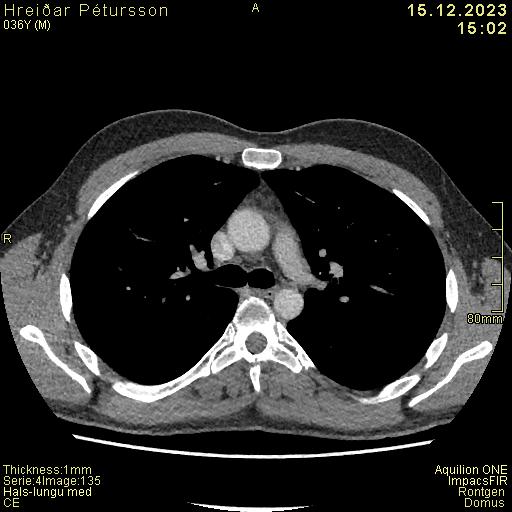 Hreiðar Pétursson
036Y (M)
A
15.12.2023
15:02
R
80mm
Thickness:1mm
Serie:4Image:135
Hals-lungu med
CE
Aquilion ONE
ImpacsFIR
Rontgen
Domus